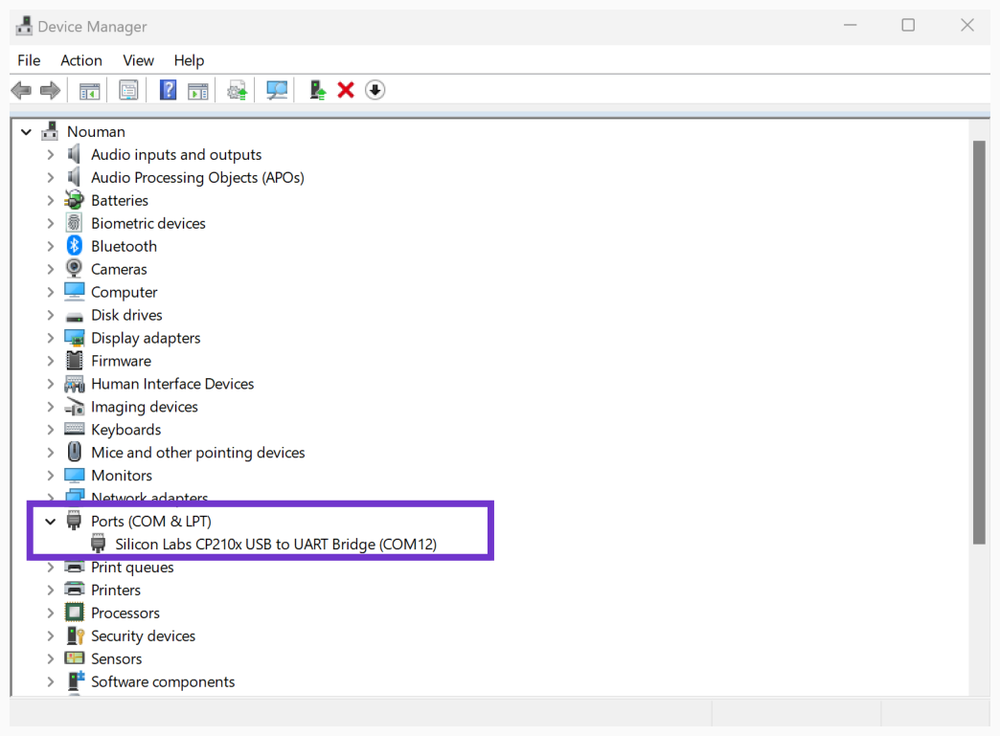 Device Manager
File Action View Help
?
Nouman
Audio inputs and outputs
Audio Processing Objects (APOs)
Batteries
Biometric devices
Bluetooth
Cameras
Computer
Disk drives
Display adapters
Firmware
Human Interface Devices
Imaging devices
Keyboards
Mice and other pointing devices
Monitors
Network adapters
Ports (COM & LPT)
Silicon Labs CP210x USB to UART Bridge (COM12)
Print queues
Printers
Processors
Security devices
Sensors
Software components